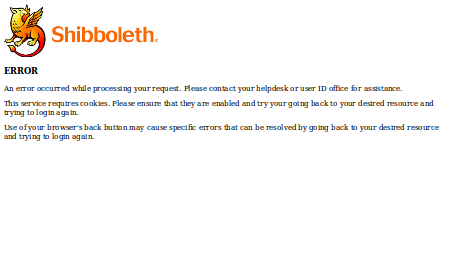 Shibboleth.
ERROR
An error occurred while processing your request. Please contact your helpdesk or user ID office for assistance.
This service requires cookies. Please ensure that they are enabled and try your going back to your desired resource and
trying to login again.
Use of your browser's back button may cause specific errors that can be resolved by going back to your desired resource
and trying to login again.